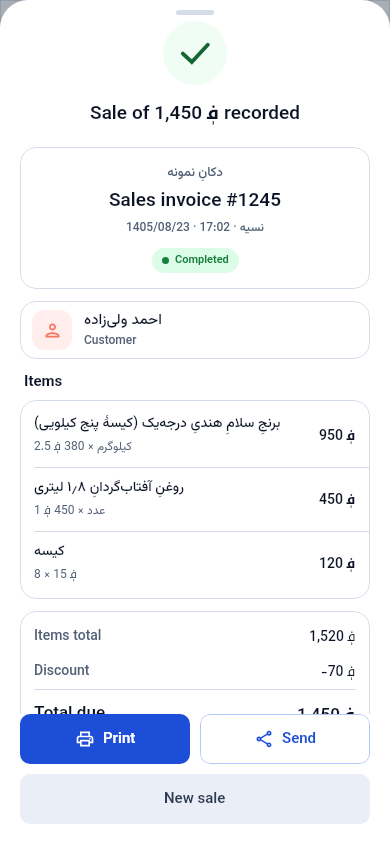 Sale of 1,450 ؋ recorded
دکانِ نمونه
Sales invoice #1245
1405/08/23 · 17:02 · نسیه
Completed
احمد ولی‌زاده
Customer
Items
برنجِ سلامِ هندیِ درجه‌یک (کیسهٔ پنج کیلویی)
950 ؋
2.5 کیلوگرم × 380 ؋
روغنِ آفتاب‌گردانِ ۱٫۸ لیتری
450 ؋
1 عدد × 450 ؋
کیسه
120 ؋
8 × 15 ؋
Items total 1,520 ؋
Discount -70 ؋
Total due 1,450 ؋
Print
Send
New sale